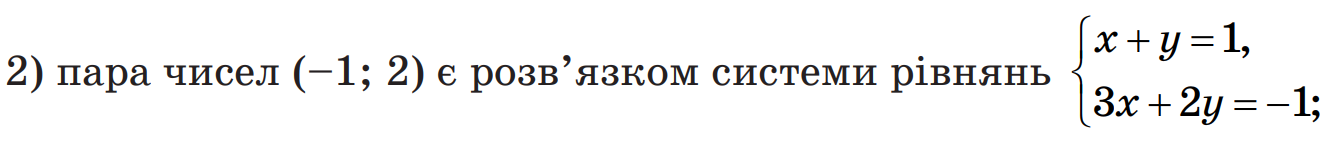 2) пара чисел (−1; 2) є розв’язком системи рівнянь { x + y = 1,
3x + 2y = −1;